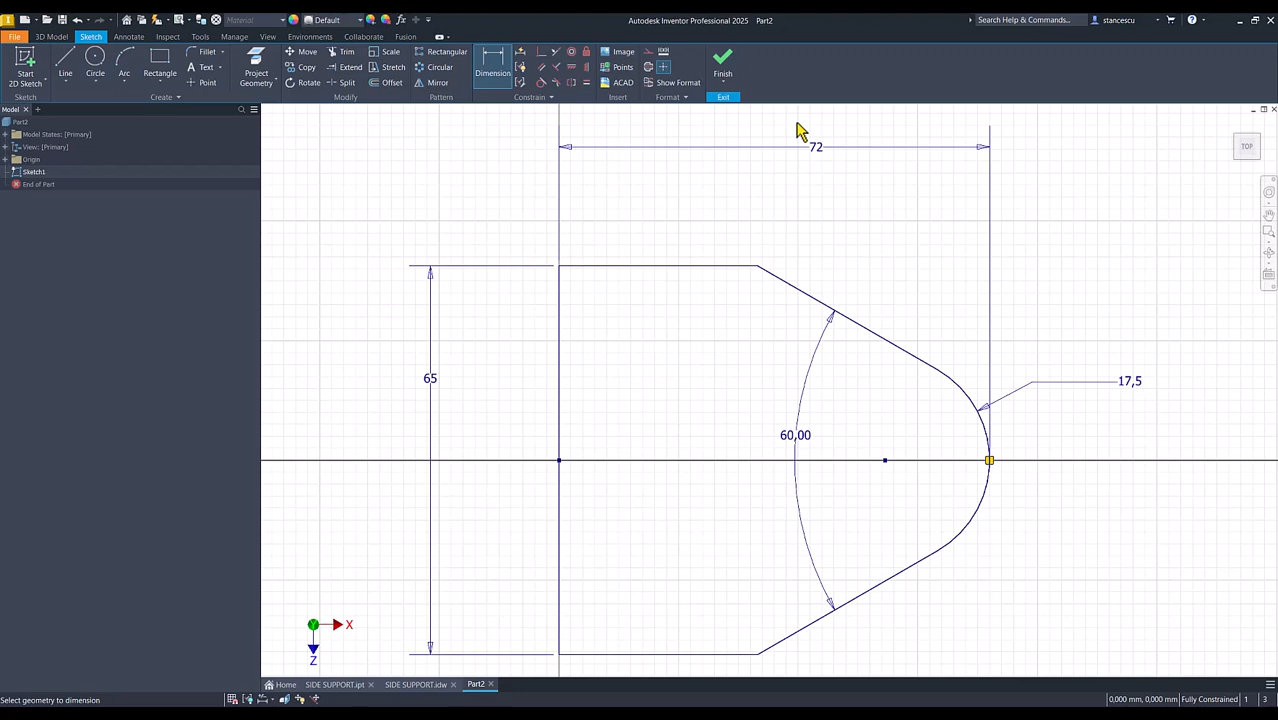 Material
Default
Autodesk Inventor Professional 2025 Part2
Search Help & Commands...
stancescu
File 3D Model Sketch Annotate Inspect Tools Manage View Environments Collaborate Fusion
Start 2D Sketch
Line
Circle
Arc
Rectangle
Fillet
Text
Point
Project Geometry
Move
Copy
Rotate
Trim
Extend
Split
Scale
Stretch
Offset
Rectangular
Circular
Mirror
Dimension
Image
Points
ACAD
Show Format
Finish
Sketch Create Modify Pattern Constrain Insert Format Exit
Model
Part2
Model States: [Primary]
View: [Primary]
Origin
Sketch1
End of Part
TOP
72
65
60,00
17,5
X
Y
Z
Home SIDE SUPPORT.ipt SIDE SUPPORT.idw Part2
Select geometry to dimension
0,000 mm, 0,000 mm Fully Constrained 1 3